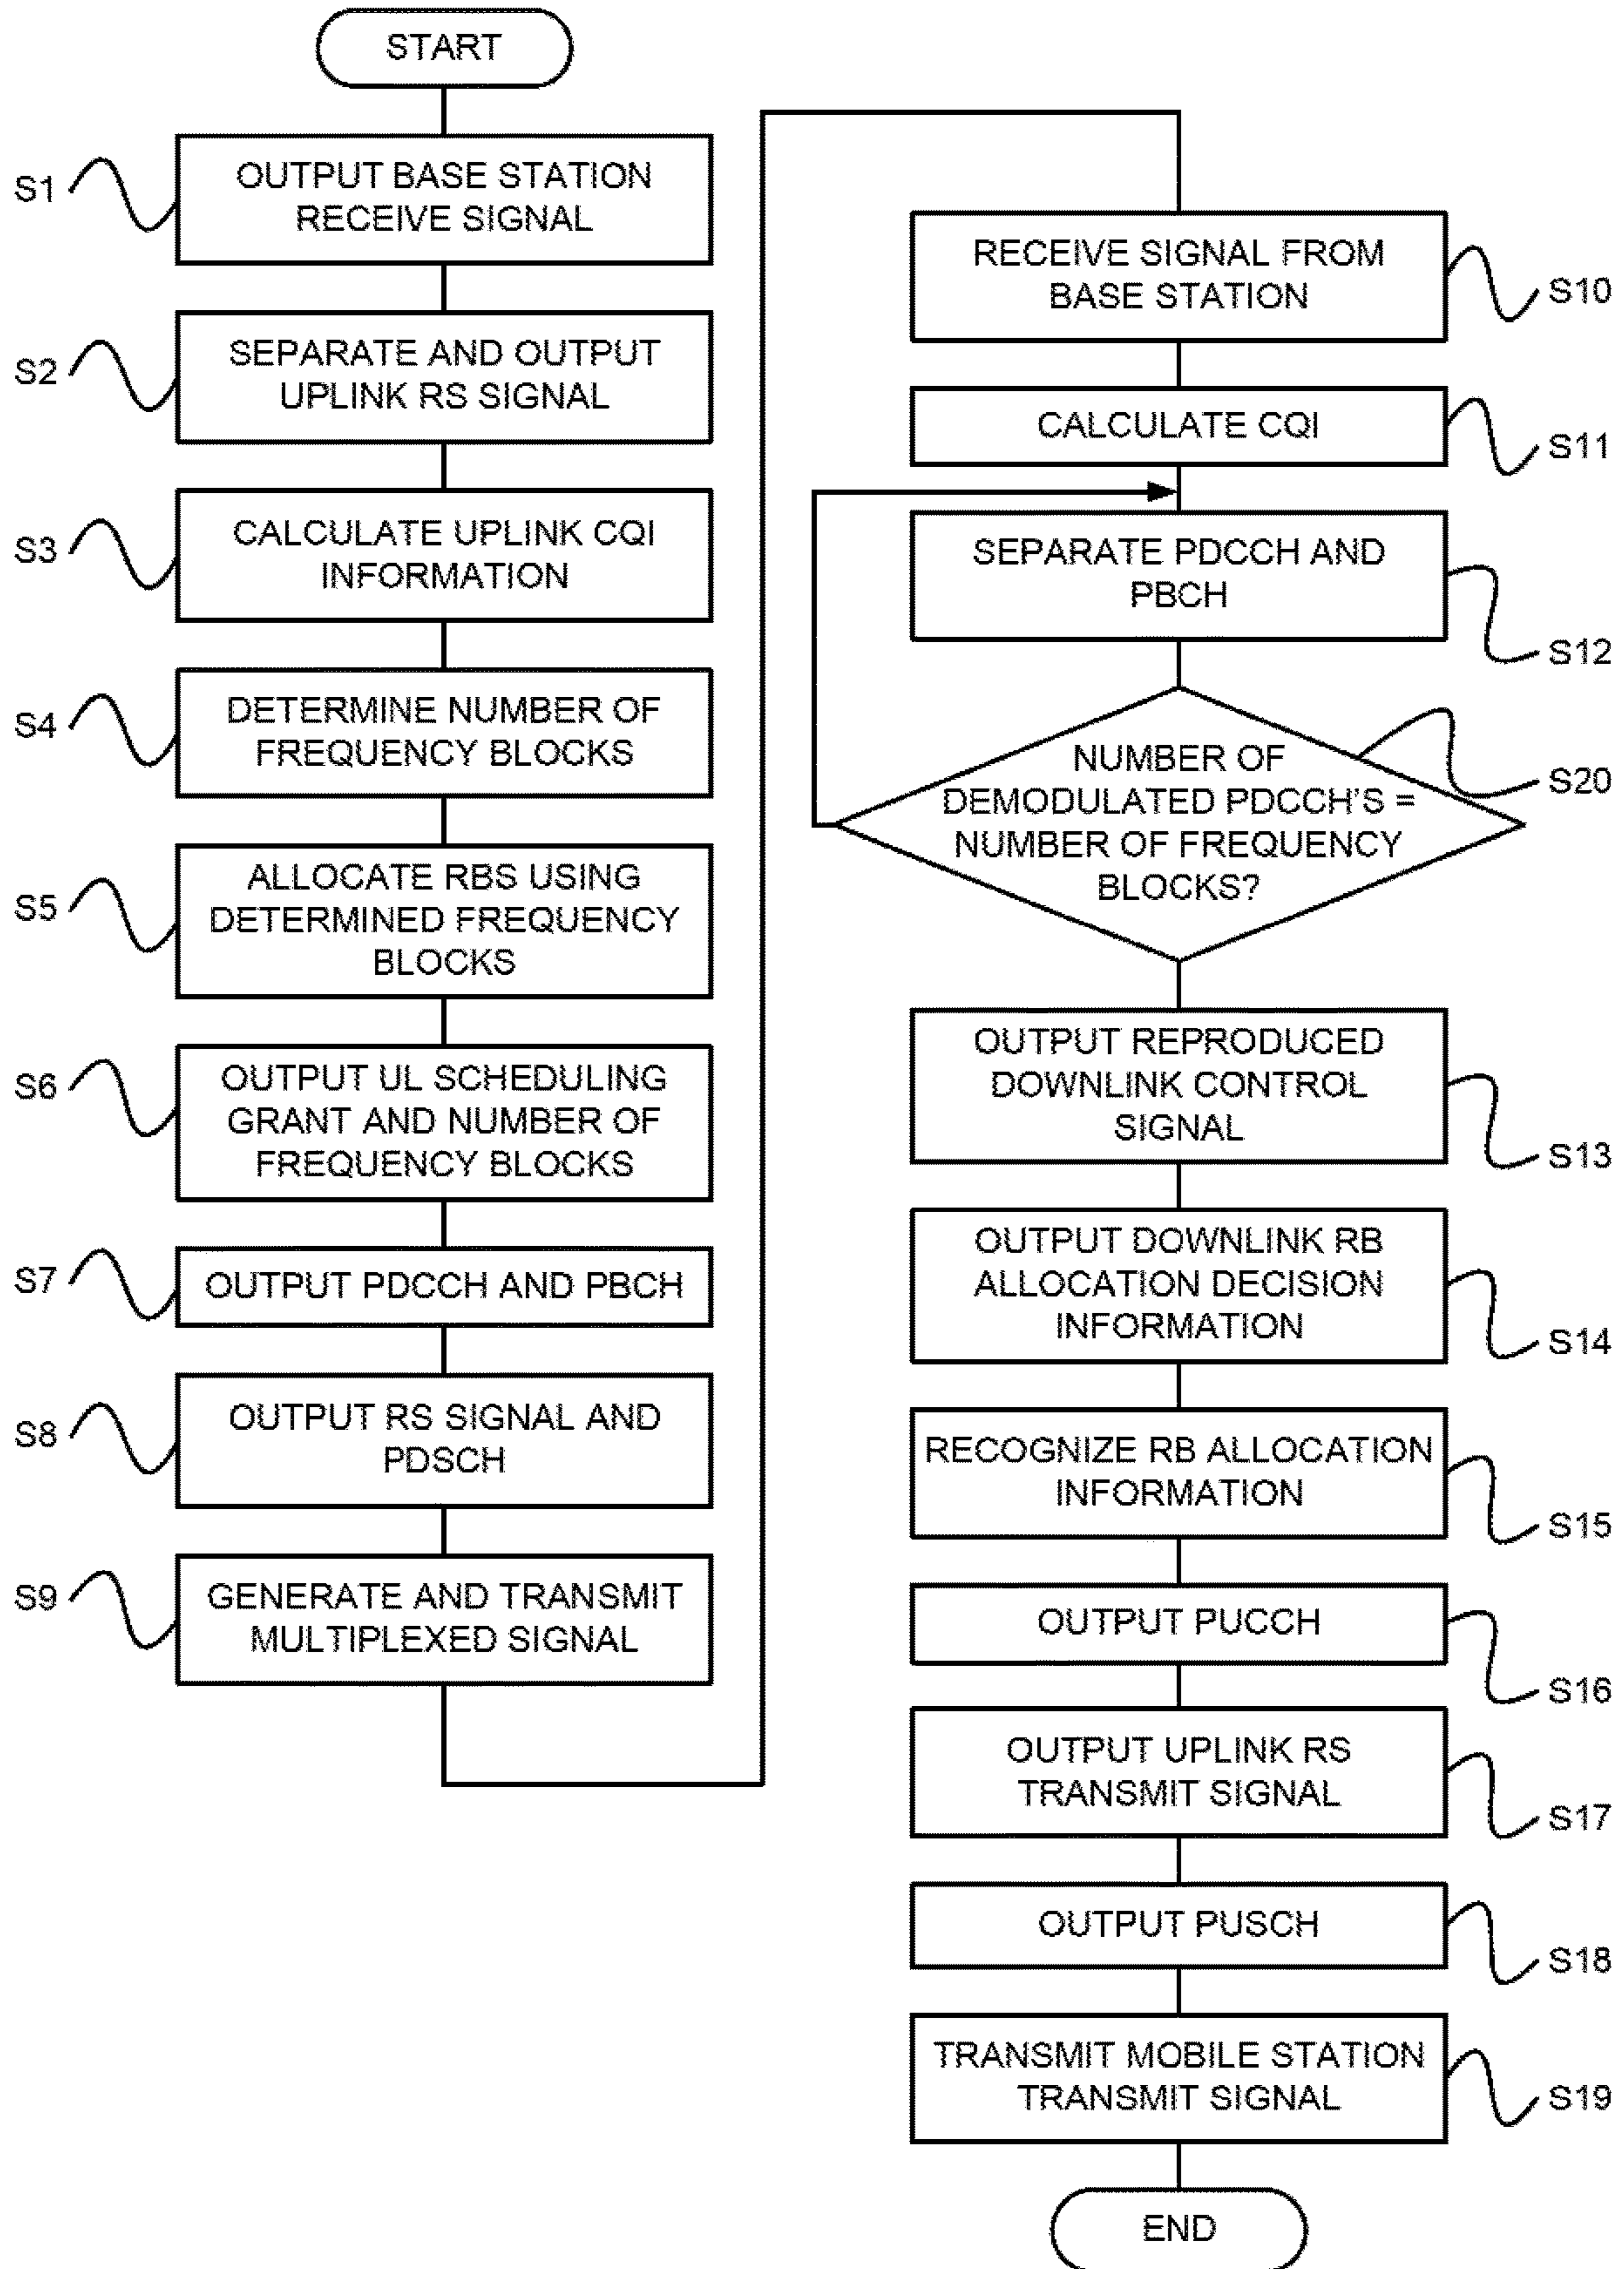 START
S1
OUTPUT BASE STATION
RECEIVE SIGNAL
S2
SEPARATE AND OUTPUT
UPLINK RS SIGNAL
S3
CALCULATE UPLINK CQI
INFORMATION
S4
DETERMINE NUMBER OF
FREQUENCY BLOCKS
S5
ALLOCATE RBS USING
DETERMINED FREQUENCY
BLOCKS
S6
OUTPUT UL SCHEDULING
GRANT AND NUMBER OF
FREQUENCY BLOCKS
S7
OUTPUT PDCCH AND PBCH
S8
OUTPUT RS SIGNAL AND
PDSCH
S9
GENERATE AND TRANSMIT
MULTIPLEXED SIGNAL
RECEIVE SIGNAL FROM
BASE STATION
S10
CALCULATE CQI
S11
SEPARATE PDCCH AND
PBCH
S12
NUMBER OF
DEMODULATED PDCCH'S =
NUMBER OF FREQUENCY
BLOCKS?
S20
OUTPUT REPRODUCED
DOWNLINK CONTROL
SIGNAL
S13
OUTPUT DOWNLINK RB
ALLOCATION DECISION
INFORMATION
S14
RECOGNIZE RB ALLOCATION
INFORMATION
S15
OUTPUT PUCCH
S16
OUTPUT UPLINK RS
TRANSMIT SIGNAL
S17
OUTPUT PUSCH
S18
TRANSMIT MOBILE STATION
TRANSMIT SIGNAL
S19
END